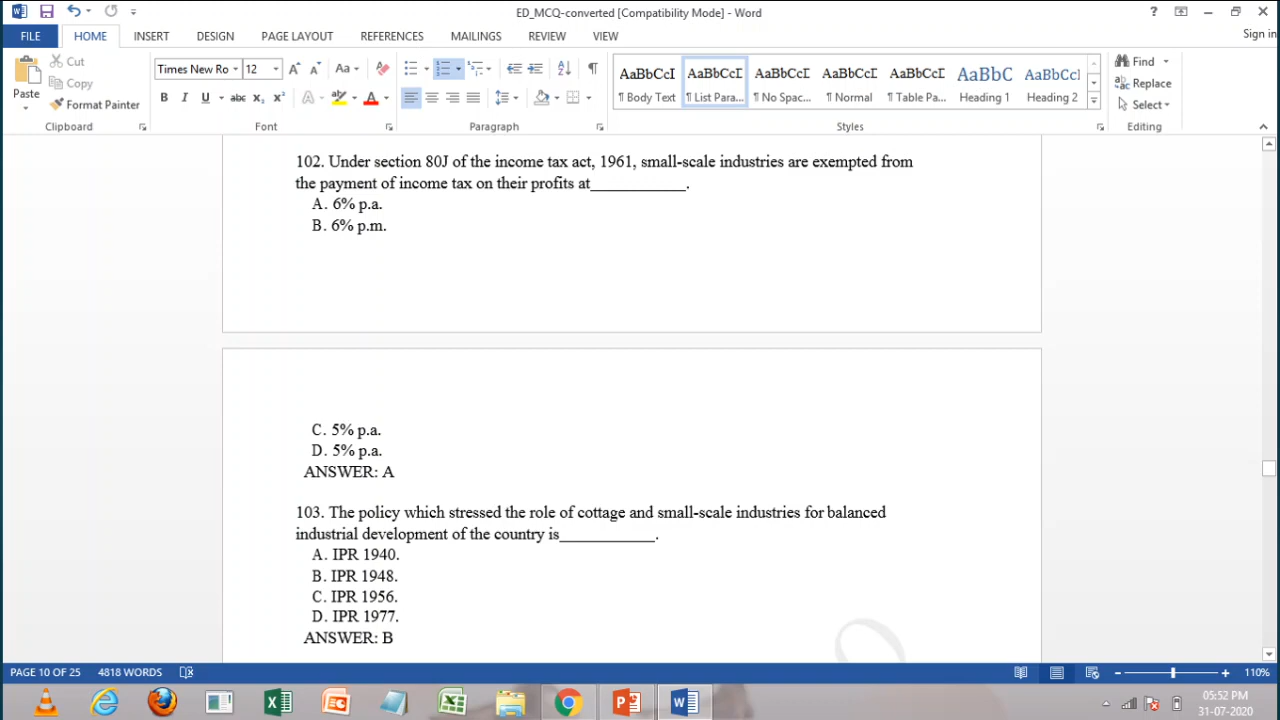 ED_MCQ-converted [Compatibility Mode] - Word
FILE HOME INSERT DESIGN PAGE LAYOUT REFERENCES MAILINGS REVIEW VIEW Sign in
Paste Cut Copy Format Painter Clipboard
Times New Ro 12 Font
Paragraph
AaBbCcI AaBbCcI AaBbCcI AaBbCcI AaBbCcI AaBbC AaBbCcl
¶ Body Text ¶ List Para... ¶ No Spac... ¶ Normal ¶ Table Pa... Heading 1 Heading 2
Styles
Find Replace Select Editing
102. Under section 80J of the income tax act, 1961, small-scale industries are exempted from
the payment of income tax on their profits at____________.
A. 6% p.a.
B. 6% p.m.
C. 5% p.a.
D. 5% p.a.
ANSWER: A
103. The policy which stressed the role of cottage and small-scale industries for balanced
industrial development of the country is____________.
A. IPR 1940.
B. IPR 1948.
C. IPR 1956.
D. IPR 1977.
ANSWER: B
PAGE 10 OF 25 4818 WORDS 110%
05:52 PM
31-07-2020